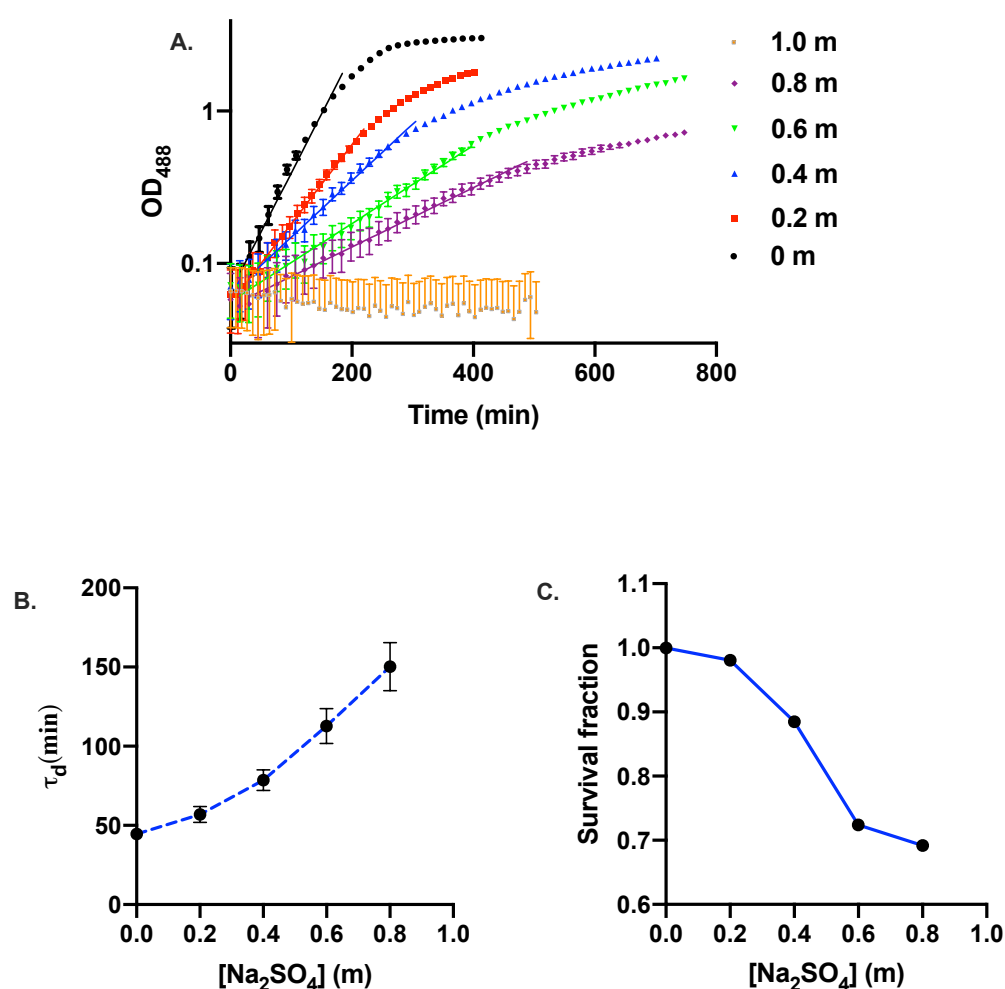 A.
1.0 m
0.8 m
0.6 m
0.4 m
0.2 m
0 m
OD488
1
0.1
0 200 400 600 800
Time (min)
B.
τd(min)
200
150
100
50
0
0.0 0.2 0.4 0.6 0.8 1.0
[Na2SO4] (m)
C.
Survival fraction
1.1
1.0
0.9
0.8
0.7
0.6
0.0 0.2 0.4 0.6 0.8 1.0
[Na2SO4] (m)